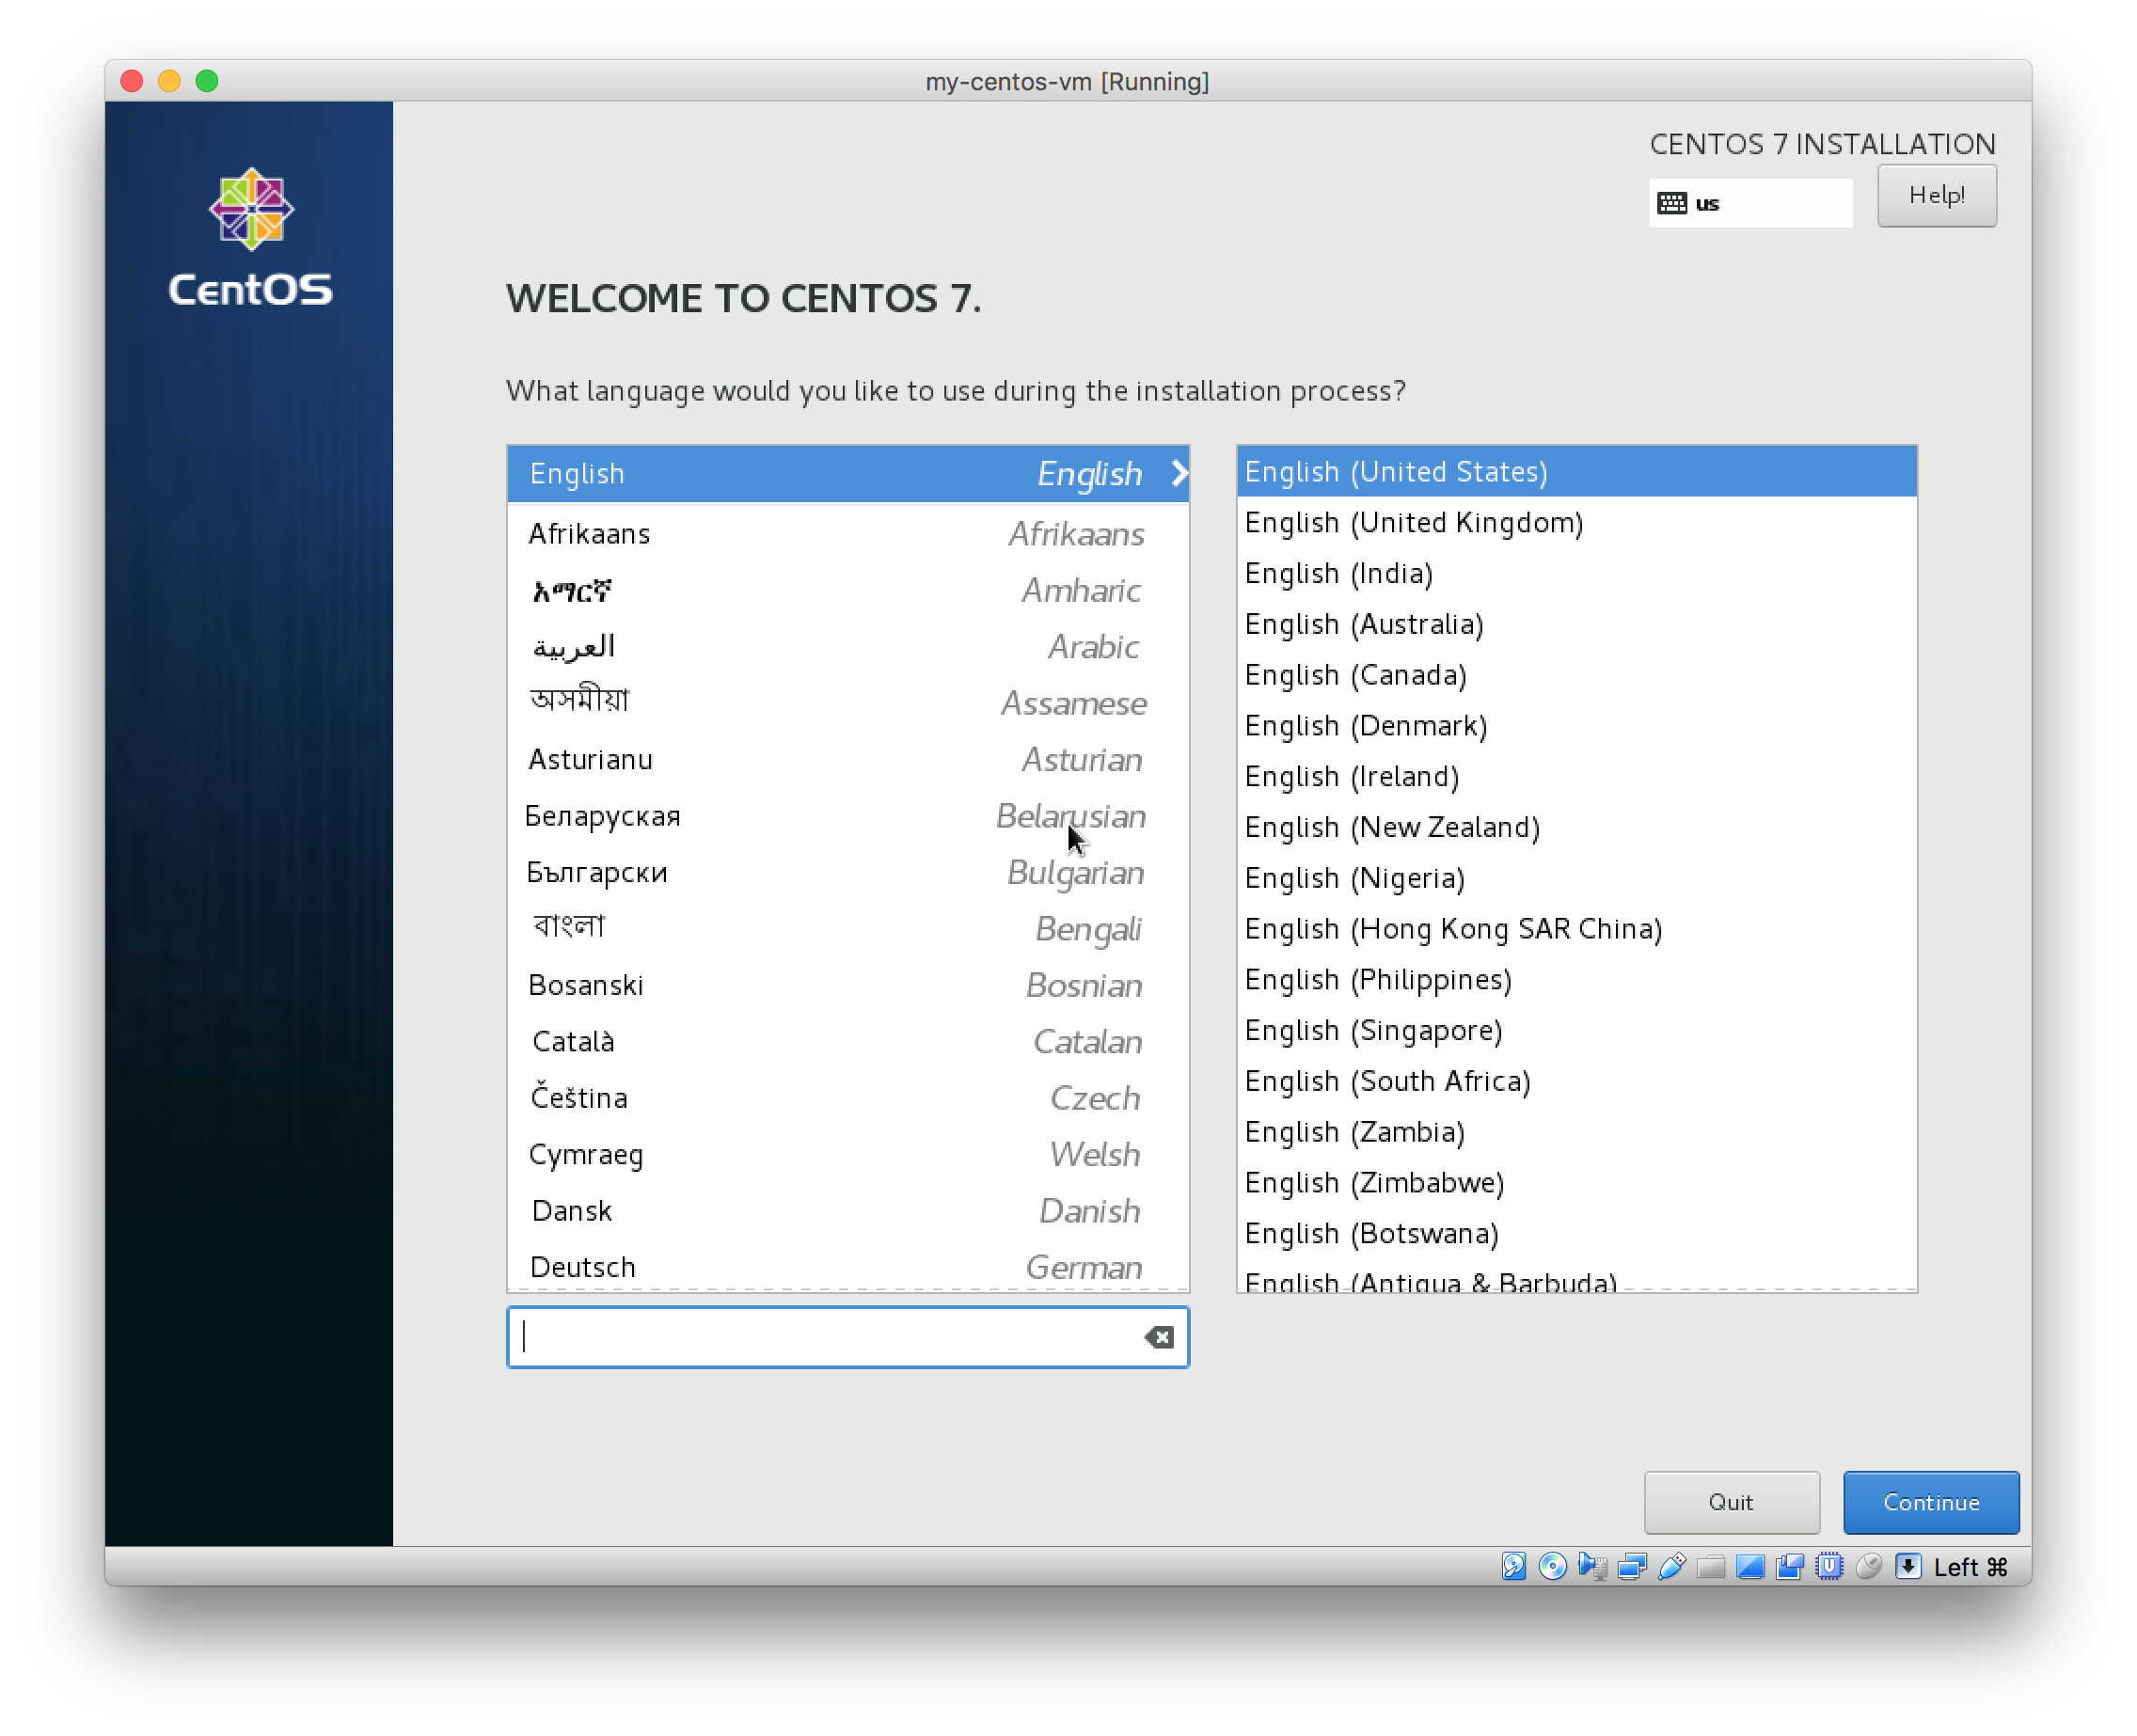 my-centos-vm [Running]
CentOS
CENTOS 7 INSTALLATION
us
Help!
WELCOME TO CENTOS 7.
What language would you like to use during the installation process?
English English
Afrikaans Afrikaans
አማርኛ Amharic
العربية Arabic
অসমীয়া Assamese
Asturianu Asturian
Беларуская Belarusian
Български Bulgarian
বাংলা Bengali
Bosanski Bosnian
Català Catalan
Čeština Czech
Cymraeg Welsh
Dansk Danish
Deutsch German
English (United States)
English (United Kingdom)
English (India)
English (Australia)
English (Canada)
English (Denmark)
English (Ireland)
English (New Zealand)
English (Nigeria)
English (Hong Kong SAR China)
English (Philippines)
English (Singapore)
English (South Africa)
English (Zambia)
English (Zimbabwe)
English (Botswana)
English (Antigua & Barbuda)
Quit
Continue
Left ⌘